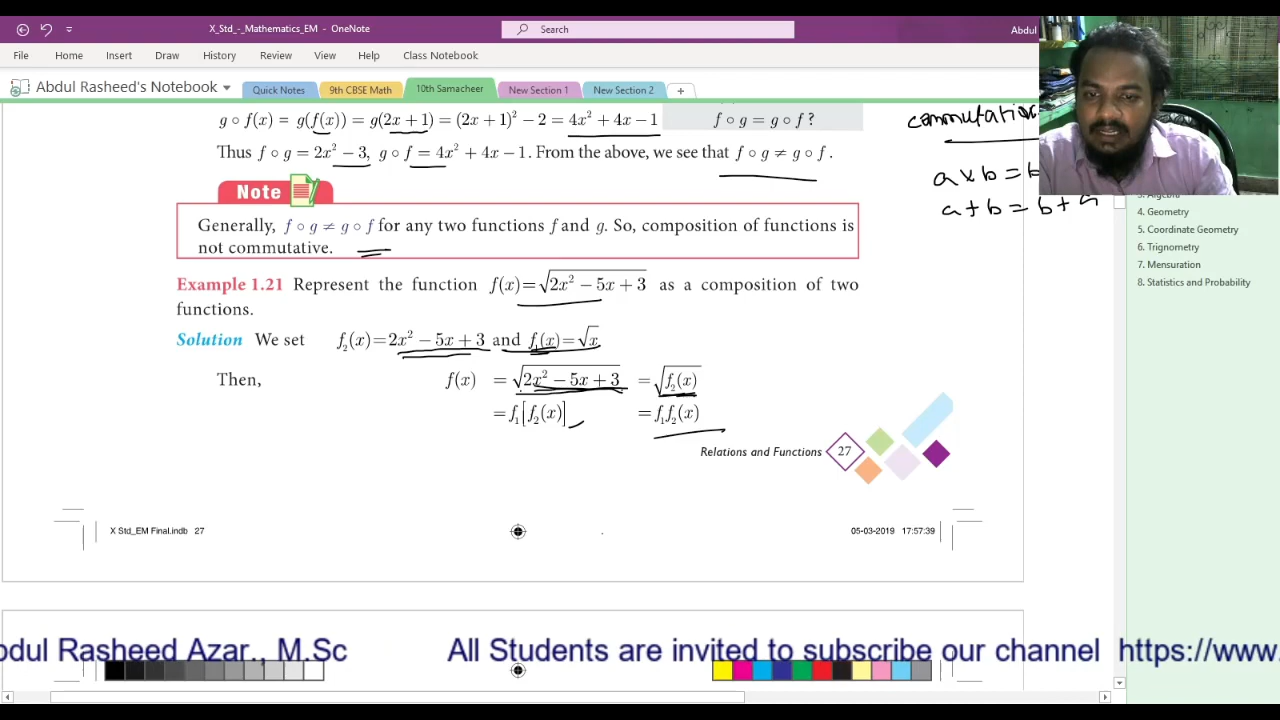 X_Std_-_Mathematics_EM - OneNote
Search
Abdul
File Home Insert Draw History Review View Help Class Notebook
Abdul Rasheed's Notebook
Quick Notes 9th CBSE Math 10th Samacheer New Section 1 New Section 2 +
g ∘ f(x) = g(f(x)) = g(2x + 1) = (2x + 1)² − 2 = 4x² + 4x − 1
f ∘ g = g ∘ f ?
Thus f ∘ g = 2x² − 3, g ∘ f = 4x² + 4x − 1. From the above, we see that f ∘ g ≠ g ∘ f .
a × b =
a + b = b +
Note
Generally, f ∘ g ≠ g ∘ f for any two functions f and g. So, composition of functions is
not commutative.
Example 1.21 Represent the function f(x) = √(2x² − 5x + 3) as a composition of two
functions.
Solution We set f₂(x) = 2x² − 5x + 3 and f₁(x) = √x
Then, f(x) = √(2x² − 5x + 3) = √(f₂(x))
= f₁[f₂(x)] = f₁f₂(x)
Relations and Functions 27
X Std_EM Final.indb 27
05-03-2019 17:57:39
4. Geometry
5. Coordinate Geometry
6. Trignometry
7. Mensuration
8. Statistics and Probability
bdul Rasheed Azar., M.Sc All Students are invited to subscribe our channel https://www.